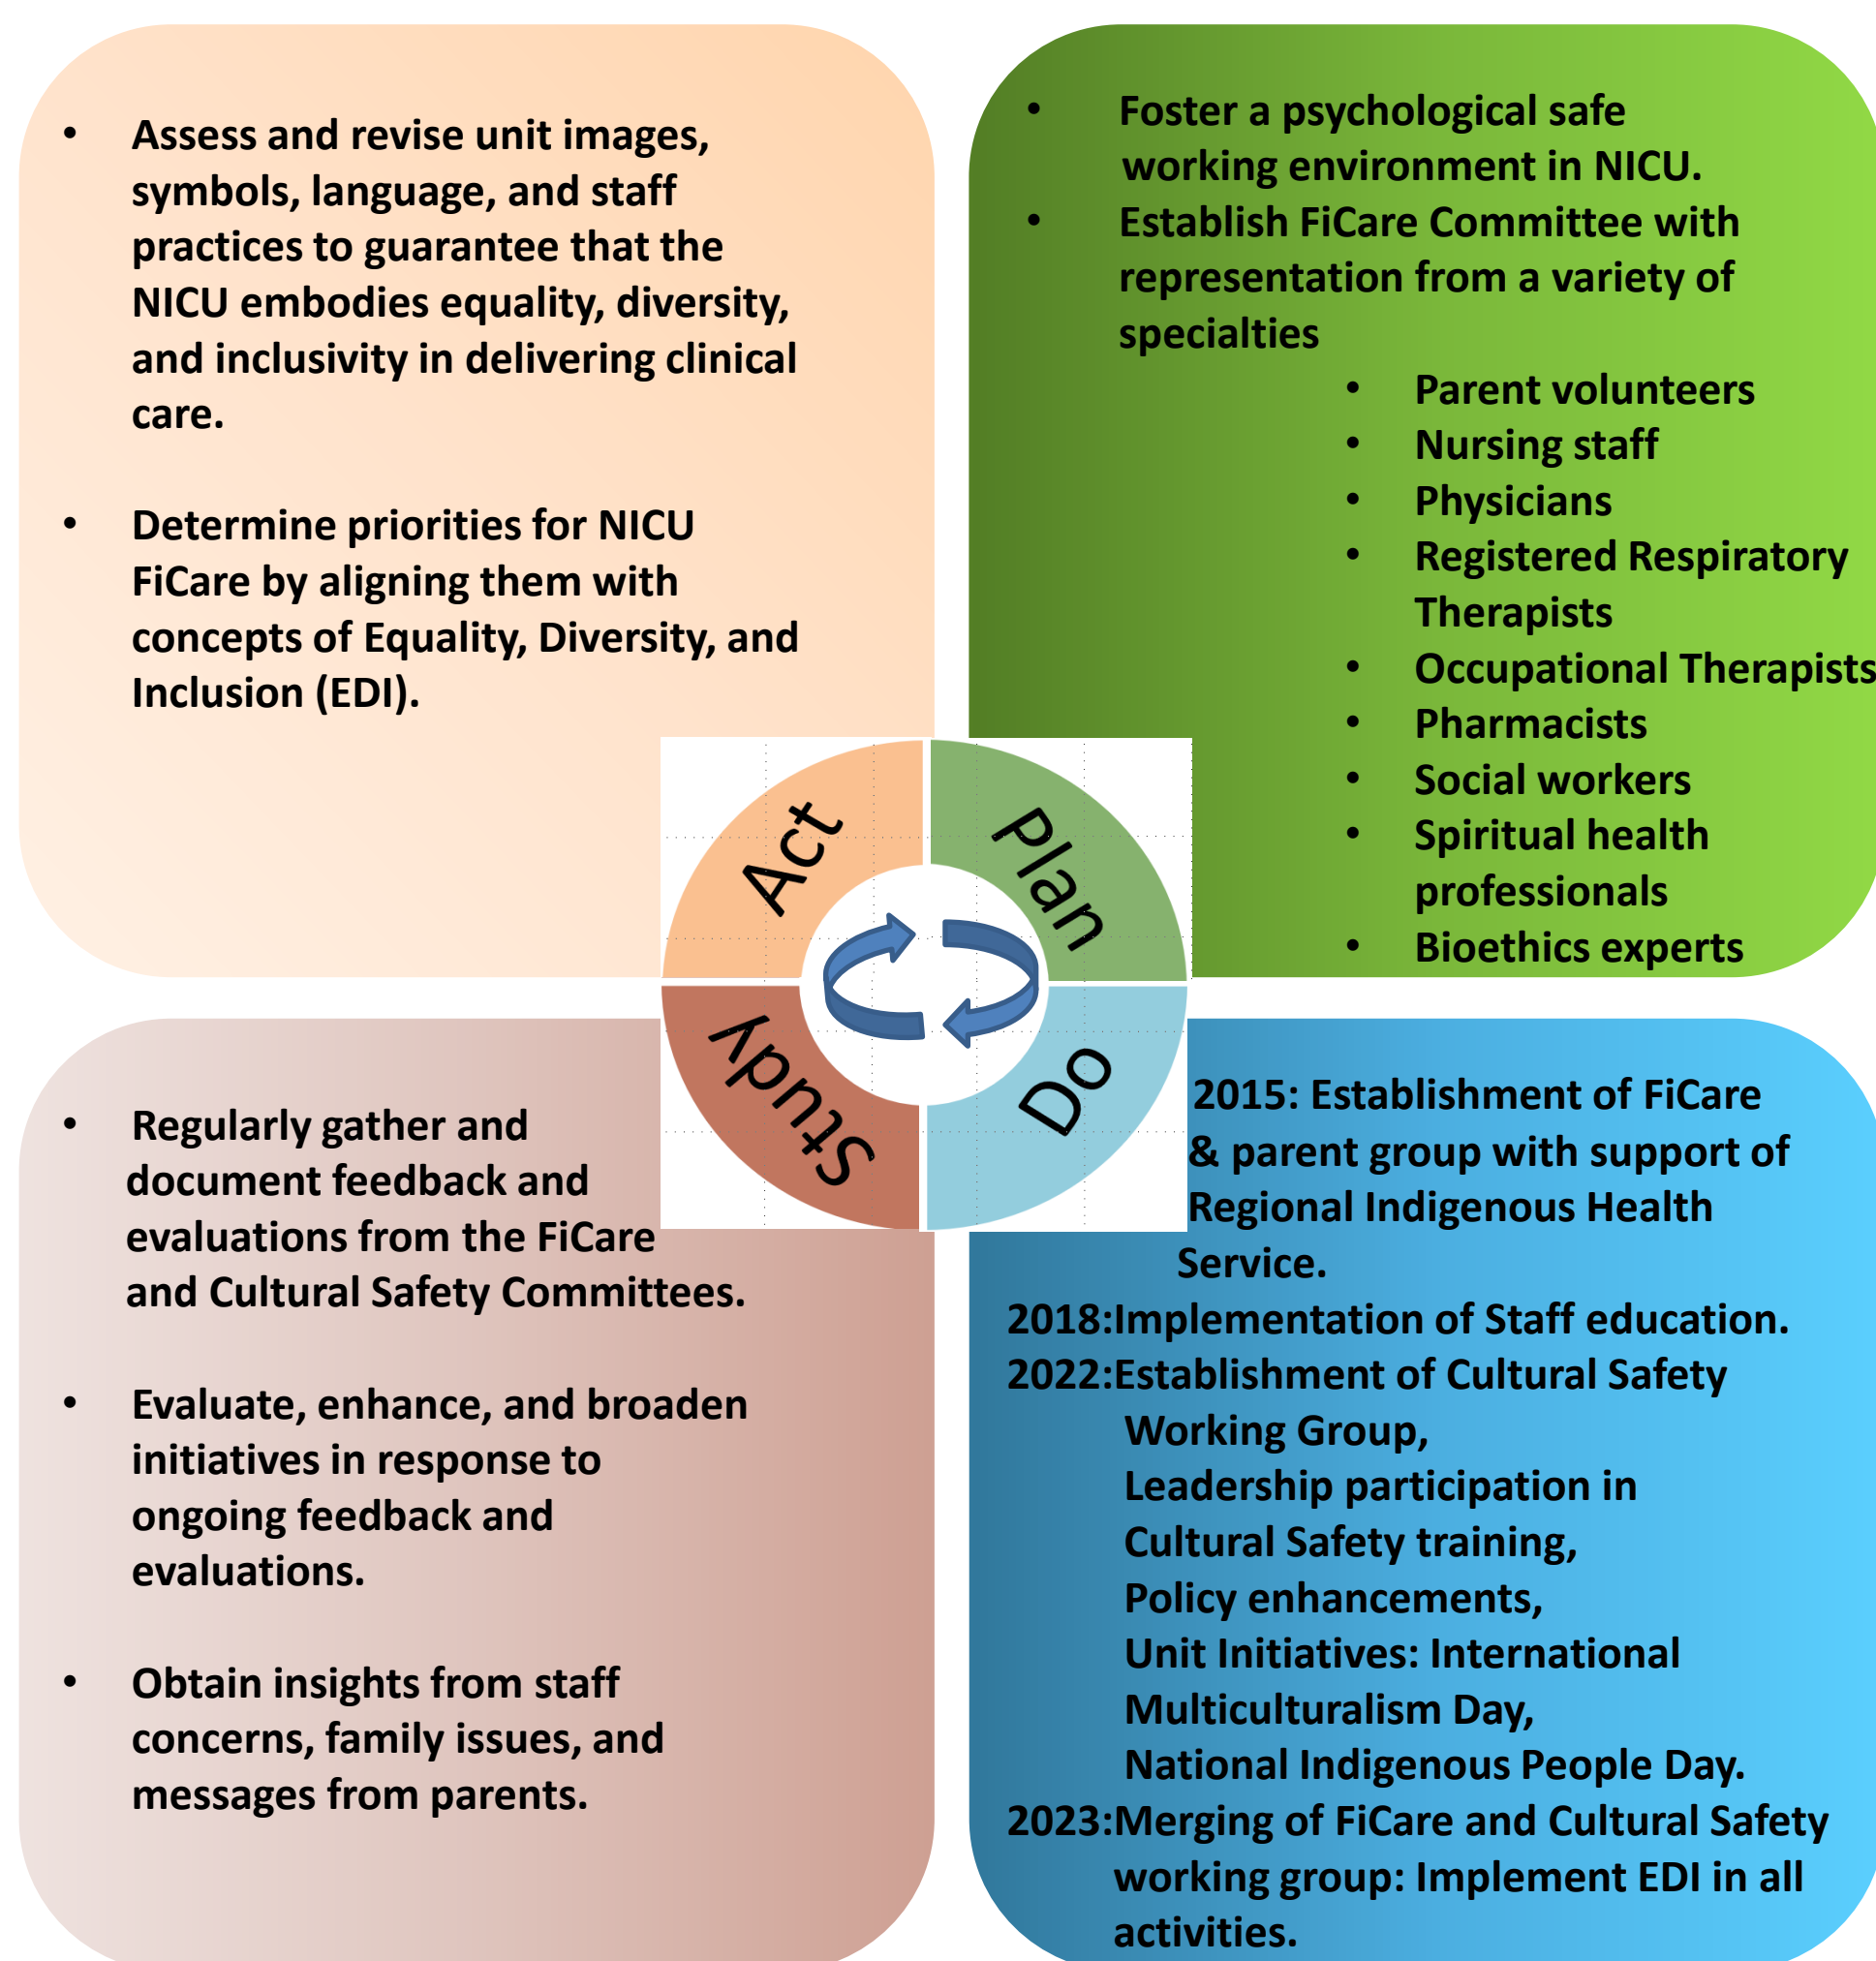 • Assess and revise unit images,
symbols, language, and staff
practices to guarantee that the
NICU embodies equality, diversity,
and inclusivity in delivering clinical
care.
• Determine priorities for NICU
FiCare by aligning them with
concepts of Equality, Diversity, and
Inclusion (EDI).
• Foster a psychological safe
working environment in NICU.
• Establish FiCare Committee with
representation from a variety of
specialties
• Parent volunteers
• Nursing staff
• Physicians
• Registered Respiratory
Therapists
• Occupational Therapists
• Pharmacists
• Social workers
• Spiritual health
professionals
• Bioethics experts
Act
Plan
Study
Do
• Regularly gather and
document feedback and
evaluations from the FiCare
and Cultural Safety Committees.
• Evaluate, enhance, and broaden
initiatives in response to
ongoing feedback and
evaluations.
• Obtain insights from staff
concerns, family issues, and
messages from parents.
2015: Establishment of FiCare
& parent group with support of
Regional Indigenous Health
Service.
2018:Implementation of Staff education.
2022:Establishment of Cultural Safety
Working Group,
Leadership participation in
Cultural Safety training,
Policy enhancements,
Unit Initiatives: International
Multiculturalism Day,
National Indigenous People Day.
2023:Merging of FiCare and Cultural Safety
working group: Implement EDI in all
activities.